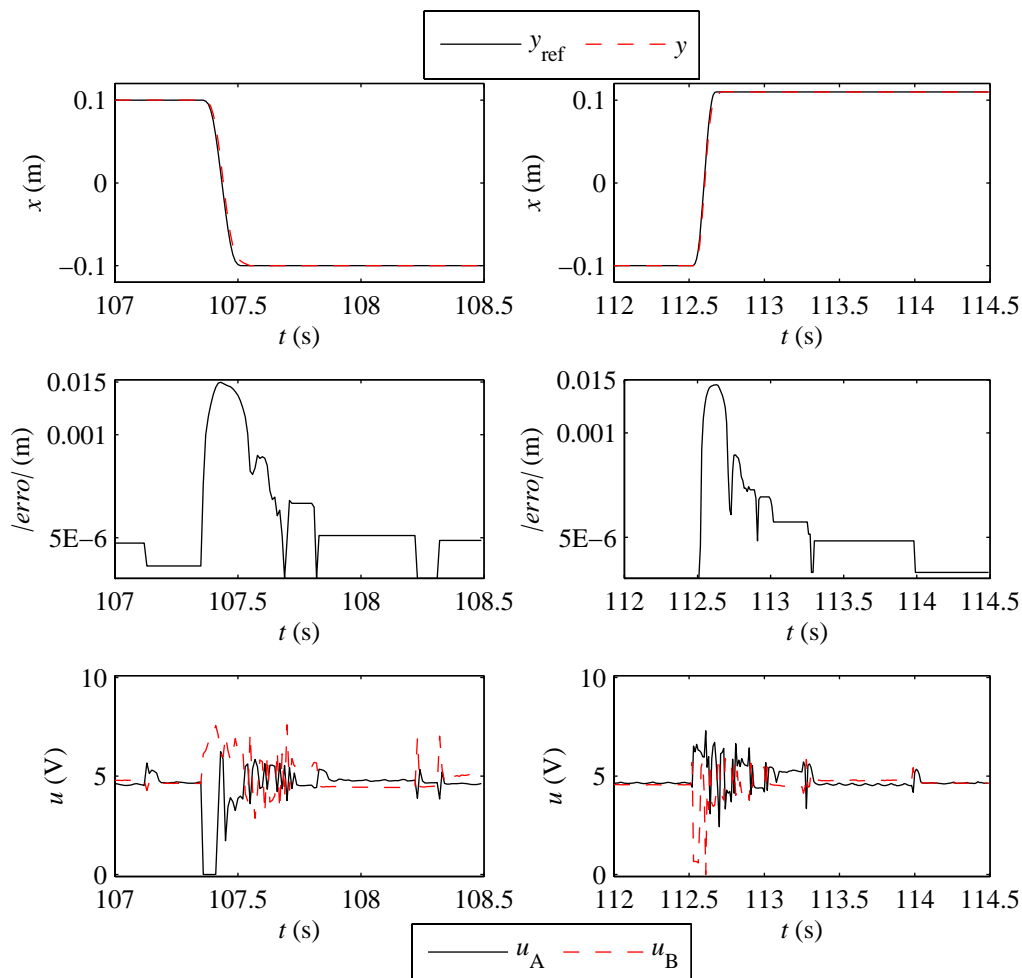 y_ref y
0.1
0
−0.1
x (m)
107 107.5 108 108.5
t (s)
0.1
0
−0.1
x (m)
112 112.5 113 113.5 114 114.5
t (s)
0.015
0.001
5E−6
|erro| (m)
107 107.5 108 108.5
t (s)
0.015
0.001
5E−6
|erro| (m)
112 112.5 113 113.5 114 114.5
t (s)
10
5
0
u (V)
107 107.5 108 108.5
t (s)
10
5
0
u (V)
112 112.5 113 113.5 114 114.5
t (s)
u_A u_B